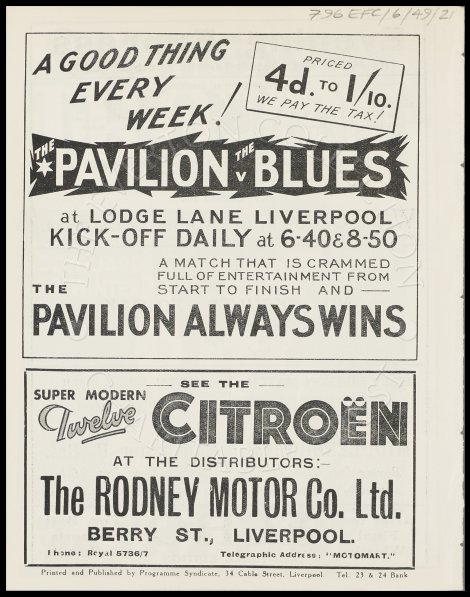 796 EFC/6/49/21
A GOOD THING
EVERY
WEEK!
PRICED
4d. TO 1/10.
WE PAY THE TAX!
THE PAVILION THE V BLUES
at LODGE LANE LIVERPOOL
KICK-OFF DAILY at 6-40 & 8-50
A MATCH THAT IS CRAMMED
FULL OF ENTERTAINMENT FROM
START TO FINISH AND —
THE
PAVILION ALWAYS WINS
— SEE THE —
SUPER MODERN
Twelve CITROËN
AT THE DISTRIBUTORS:-
The RODNEY MOTOR Co. Ltd.
BERRY ST., LIVERPOOL.
Phone: Royal 5736/7 Telegraphic Address: "MOTOMART."
Printed and Published by Programme Syndicate, 34 Cable Street, Liverpool. Tel. 23 & 24 Bank